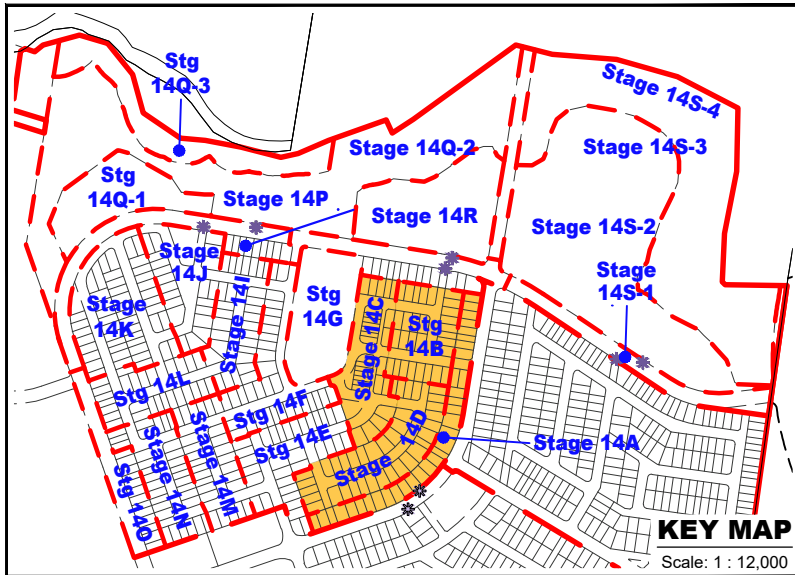 Stg
14Q-3
Stage 14S-4
Stage 14Q-2
Stage 14S-3
Stg
14Q-1
Stage 14P
Stage 14R
Stage 14S-2
Stage
14J
Stage
14S-1
Stage 14I
Stage
14K
Stg
14G
Stage 14C
Stg
14B
Stg 14L
Stg 14F
Stg 14E
Stage 14D
Stage 14A
Stg 14O
Stage 14N
Stage 14M
KEY MAP
Scale: 1 : 12,000